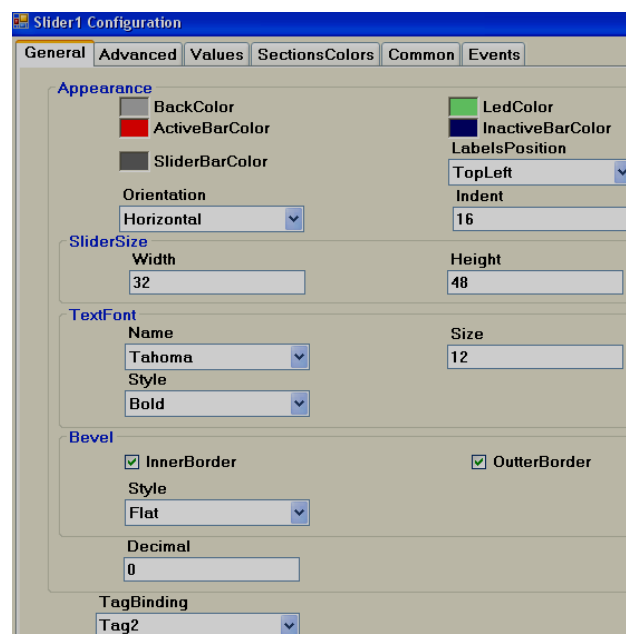 Slider1 Configuration
General Advanced Values SectionsColors Common Events
Appearance
BackColor LedColor
ActiveBarColor InactiveBarColor
LabelsPosition
SliderBarColor TopLeft
Orientation Indent
Horizontal 16
SliderSize
Width Height
32 48
TextFont
Name Size
Tahoma 12
Style
Bold
Bevel
InnerBorder OutterBorder
Style
Flat
Decimal
0
TagBinding
Tag2